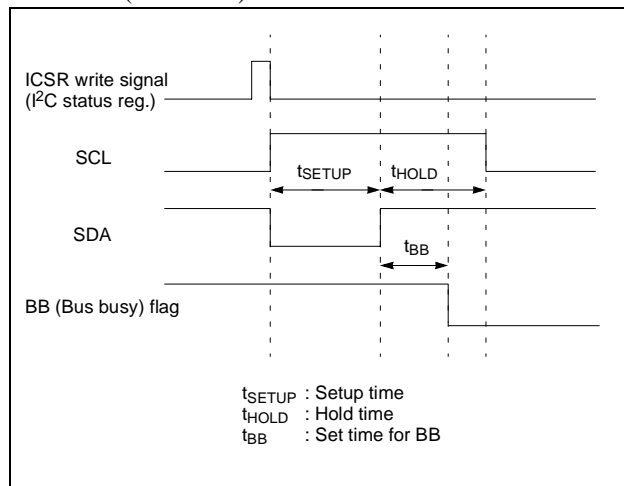 ICSR write signal
(I2C status reg.)
SCL
tSETUP tHOLD
SDA
tBB
BB (Bus busy) flag
tSETUP : Setup time
tHOLD : Hold time
tBB : Set time for BB